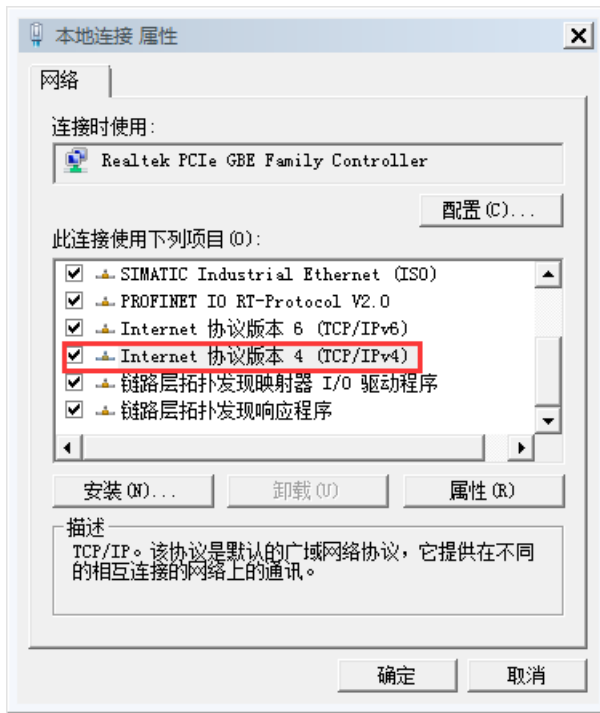 本地连接 属性
网络
连接时使用:
Realtek PCIe GBE Family Controller
配置(C)...
此连接使用下列项目(O):
SIMATIC Industrial Ethernet (ISO)
PROFINET IO RT-Protocol V2.0
Internet 协议版本 6 (TCP/IPv6)
Internet 协议版本 4 (TCP/IPv4)
链路层拓扑发现映射器 I/O 驱动程序
链路层拓扑发现响应程序
安装(N)... 卸载(U) 属性(R)
描述
TCP/IP。该协议是默认的广域网络协议，它提供在不同
的相互连接的网络上的通讯。
确定 取消